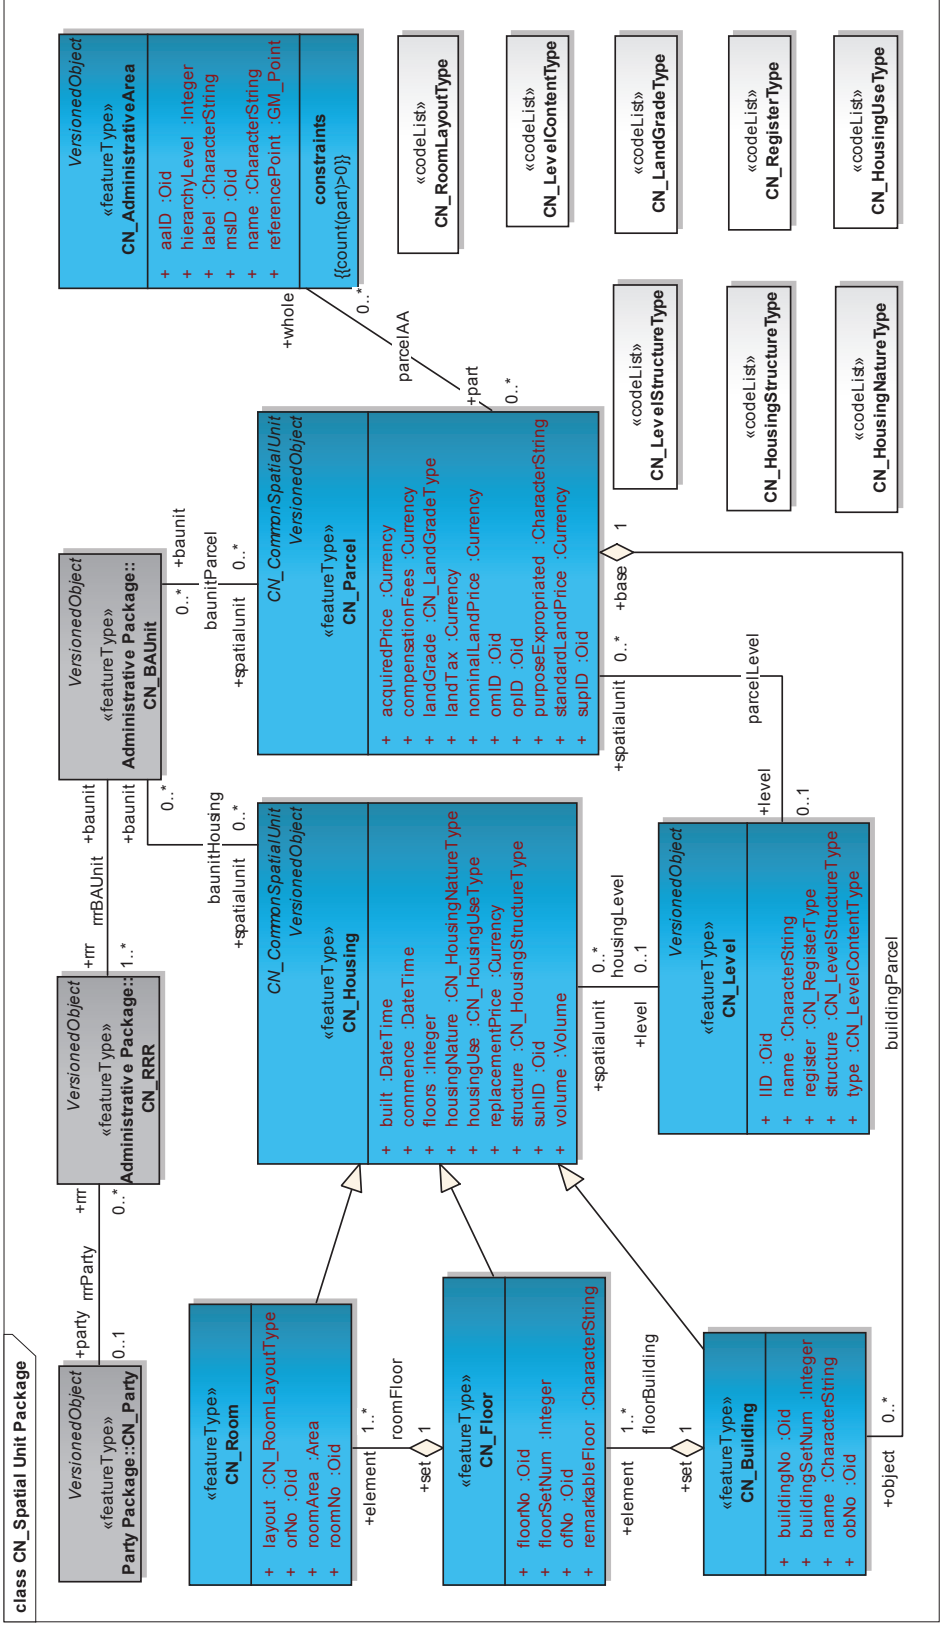 class CN_Spatial Unit Package
VersionedObject
«featureType»
Party Package::CN_Party
+party
0..1
rrrParty
+rrr
0..*
VersionedObject
«featureType»
Administrative Package::
CN_RRR
+rrr
1..*
rrrBAUnit
+baunit
VersionedObject
«featureType»
Administrative Package::
CN_BAUnit
+baunit
0..*
baunitHousing
+spatialunit
0..*
+baunit
0..*
baunitParcel
+spatialunit
0..*
VersionedObject
«featureType»
CN_AdministrativeArea
+ aaID :Oid
+ hierarchyLevel :Integer
+ label :CharacterString
+ msID :Oid
+ name :CharacterString
+ referencePoint :GM_Point
constraints
{{count(part)>0}}
+whole
0..*
parcelAA
+part
0..*
«featureType»
CN_Room
+ layout :CN_RoomLayoutType
+ orNo :Oid
+ roomArea :Area
+ roomNo :Oid
+element
1..*
roomFloor
+set
1
«featureType»
CN_Floor
+ floorNo :Oid
+ floorSetNum :Integer
+ ofNo :Oid
+ remarkableFloor :CharacterString
+element
1..*
floorBuilding
+set
1
«featureType»
CN_Building
+ buildingNo :Oid
+ buildingSetNum :Integer
+ name :CharacterString
+ obNo :Oid
+object
0..*
buildingParcel
+base
1
CN_CommonSpatialUnit
VersionedObject
«featureType»
CN_Housing
+ built :DateTime
+ commence :DateTime
+ floors :Integer
+ housingNature :CN_HousingNatureType
+ housingUse :CN_HousingUseType
+ replacementPrice :Currency
+ structure :CN_HousingStructureType
+ suhID :Oid
+ volume :Volume
+spatialunit
0..*
housingLevel
+level
0..1
VersionedObject
«featureType»
CN_Level
+ lID :Oid
+ name :CharacterString
+ register :CN_RegisterType
+ structure :CN_LevelStructureType
+ type :CN_LevelContentType
+level
0..1
parcelLevel
+spatialunit
0..*
CN_CommonSpatialUnit
VersionedObject
«featureType»
CN_Parcel
+ acquiredPrice :Currency
+ compensationFees :Currency
+ landGrade :CN_LandGradeType
+ landTax :Currency
+ nominalLandPrice :Currency
+ omID :Oid
+ opID :Oid
+ purposeExpropriated :CharacterString
+ standardLandPrice :Currency
+ supID :Oid
«codeList»
CN_RoomLayoutType
«codeList»
CN_LevelContentType
«codeList»
CN_LevelStructureType
«codeList»
CN_LandGradeType
«codeList»
CN_HousingStructureType
«codeList»
CN_RegisterType
«codeList»
CN_HousingNatureType
«codeList»
CN_HousingUseType